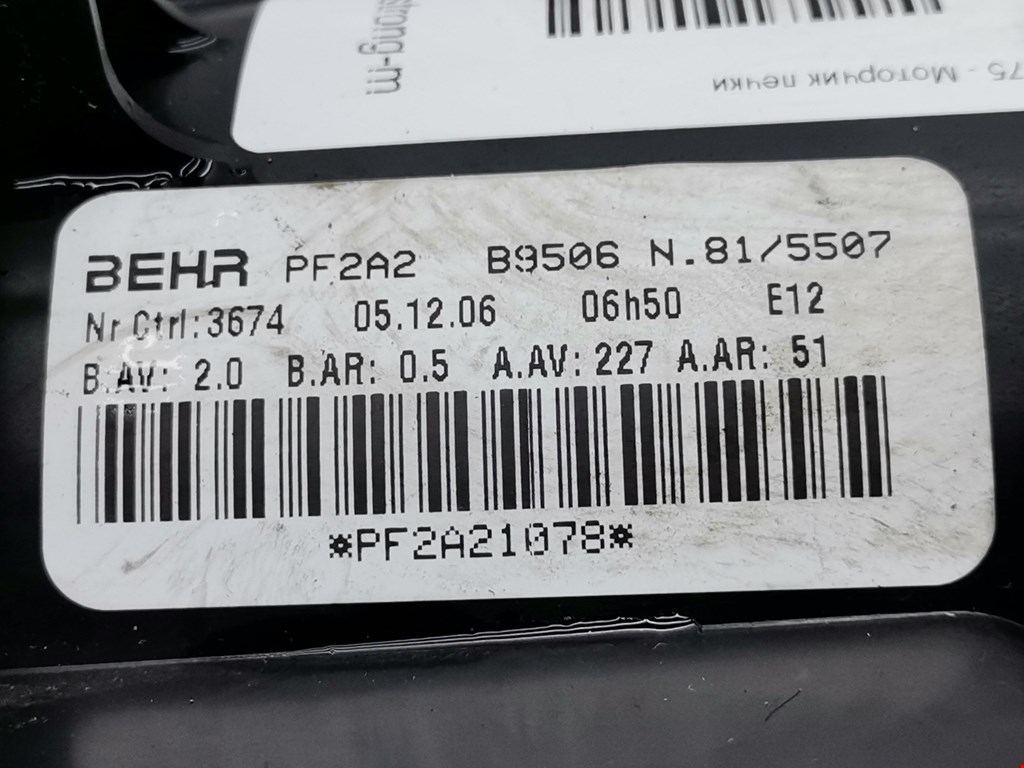 75 - Моторчик печки
BEHR PF2A2 B9506 N.81/5507
Nr Ctrl:3674 05.12.06 06h50 E12
B.AV: 2.0 B.AR: 0.5 A.AV: 227 A.AR: 51
*PF2A21078*